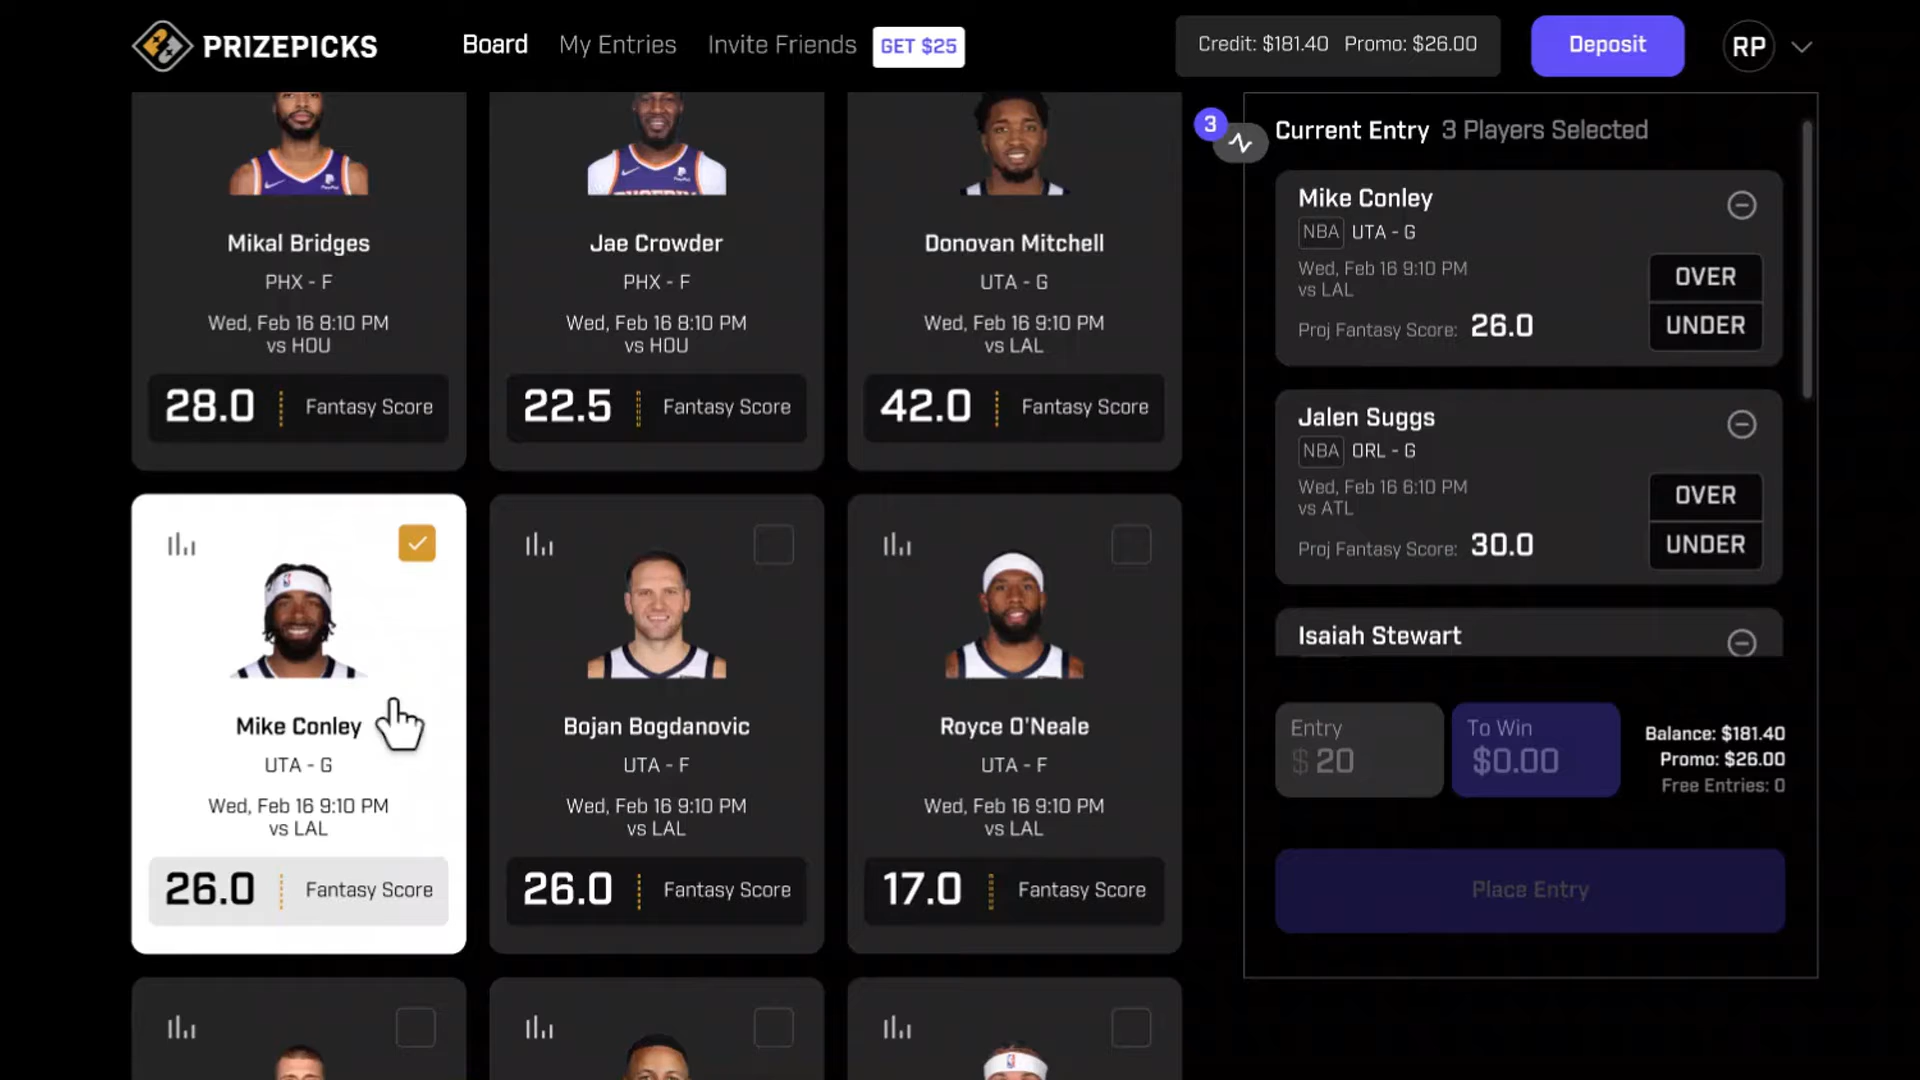 PRIZEPICKS
Board
My Entries
Invite Friends
GET $25
Credit: $181.40 Promo: $26.00
Deposit
RP
Mikal Bridges
PHX - F
Wed, Feb 16 8:10 PM
vs HOU
28.0
Fantasy Score
Jae Crowder
PHX - F
Wed, Feb 16 8:10 PM
vs HOU
22.5
Fantasy Score
Donovan Mitchell
UTA - G
Wed, Feb 16 9:10 PM
vs LAL
42.0
Fantasy Score
Mike Conley
UTA - G
Wed, Feb 16 9:10 PM
vs LAL
26.0
Fantasy Score
Bojan Bogdanovic
UTA - F
Wed, Feb 16 9:10 PM
vs LAL
26.0
Fantasy Score
Royce O'Neale
UTA - F
Wed, Feb 16 9:10 PM
vs LAL
17.0
Fantasy Score
3
Current Entry 3 Players Selected
Mike Conley
NBA UTA - G
Wed, Feb 16 9:10 PM
vs LAL
Proj Fantasy Score: 26.0
OVER
UNDER
Jalen Suggs
NBA ORL - G
Wed, Feb 16 6:10 PM
vs ATL
Proj Fantasy Score: 30.0
OVER
UNDER
Isaiah Stewart
Entry
$ 20
To Win
$0.00
Balance: $181.40
Promo: $26.00
Free Entries: 0
Place Entry